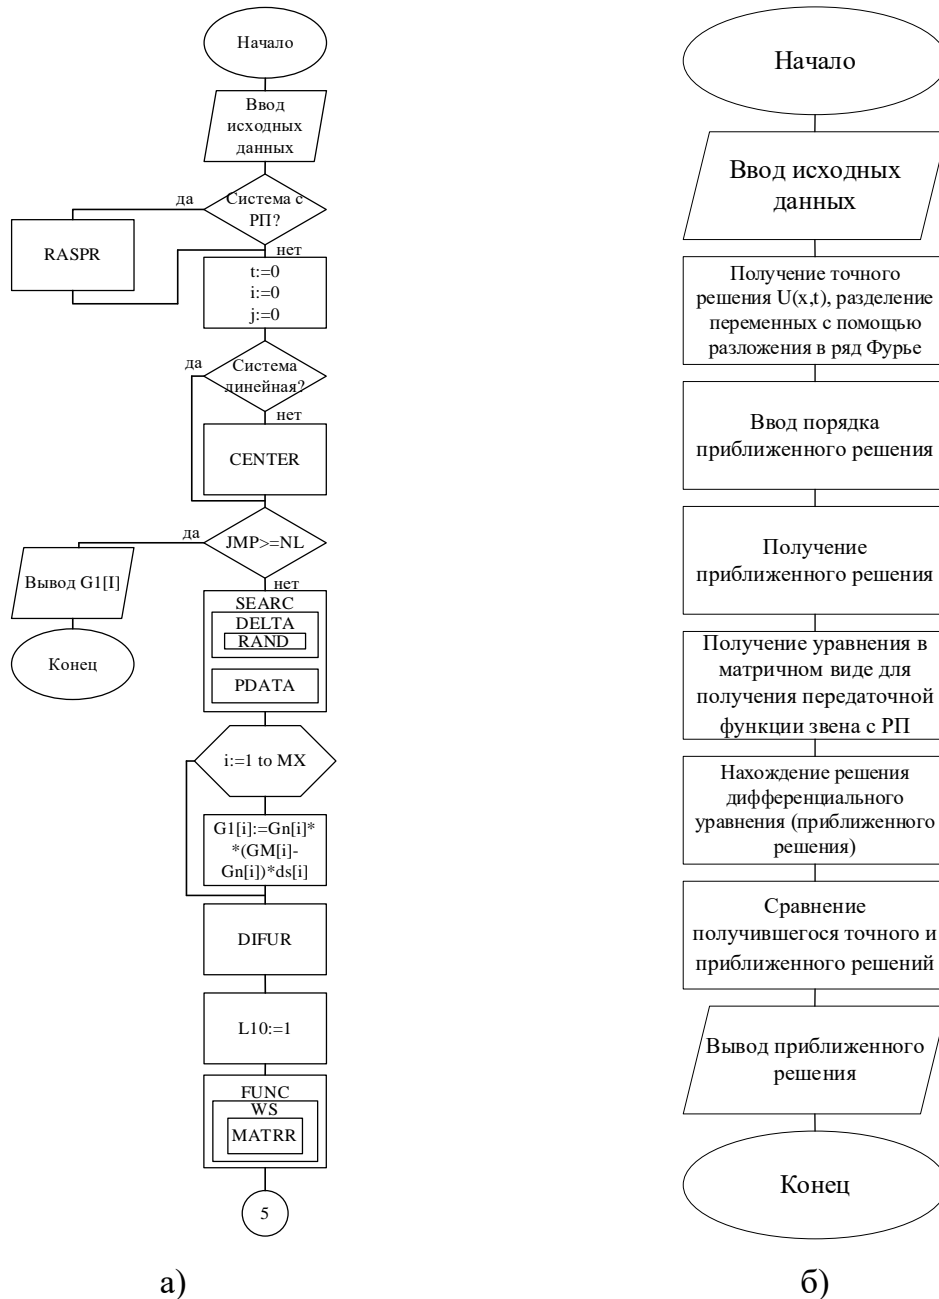 Начало
Ввод
исходных
данных
Система с
РП?
да
нет
RASPR
t:=0
i:=0
j:=0
Система
линейная?
да
нет
CENTER
JMP>=NL
да
нет
Вывод G1[I]
Конец
SEARC
DELTA
RAND
PDATA
i:=1 to MX
G1[i]:=Gn[i]*
*(GM[i]-
Gn[i])*ds[i]
DIFUR
L10:=1
FUNC
WS
MATRR
5
а)
Начало
Ввод исходных
данных
Получение точного
решения U(x,t), разделение
переменных с помощью
разложения в ряд Фурье
Ввод порядка
приближенного решения
Получение
приближенного решения
Получение уравнения в
матричном виде для
получения передаточной
функции звена с РП
Нахождение решения
дифференциального
уравнения (приближенного
решения)
Сравнение
получившегося точного и
приближенного решений
Вывод приближенного
решения
Конец
б)